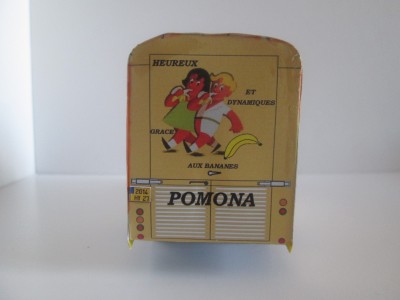 HEUREUX
ET
DYNAMIQUES
GRACE
AUX BANANES
POMONA